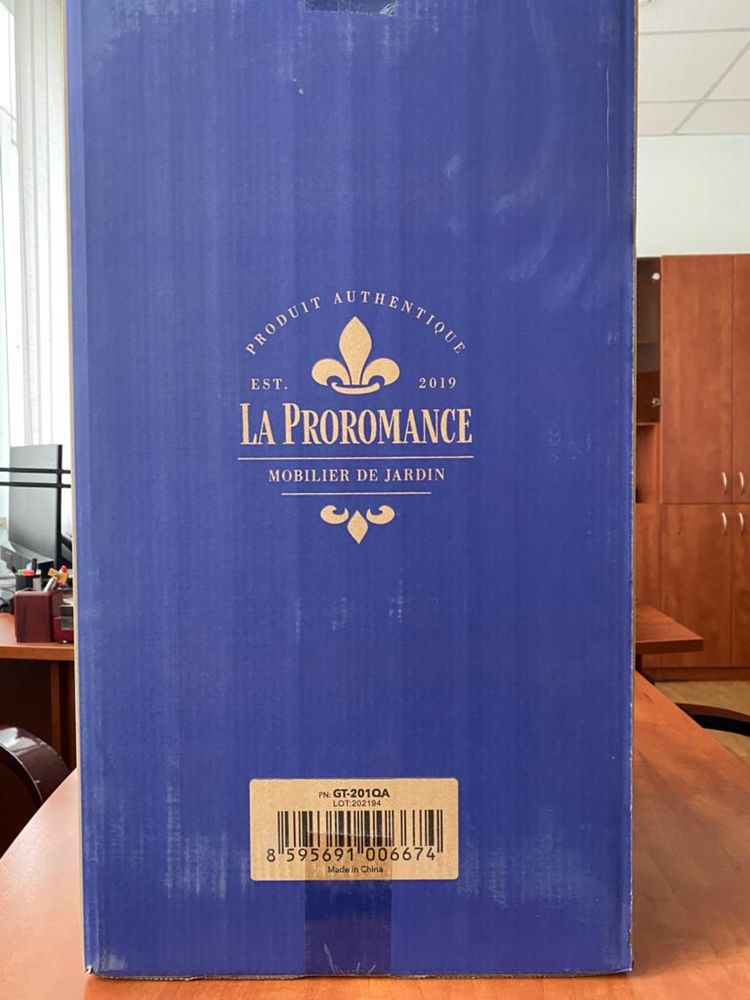 PRODUIT AUTHENTIQUE
EST. 2019
LA PROROMANCE
MOBILIER DE JARDIN
PN: GT-201QA
LOT:202194
8 595691 006674
Made in China